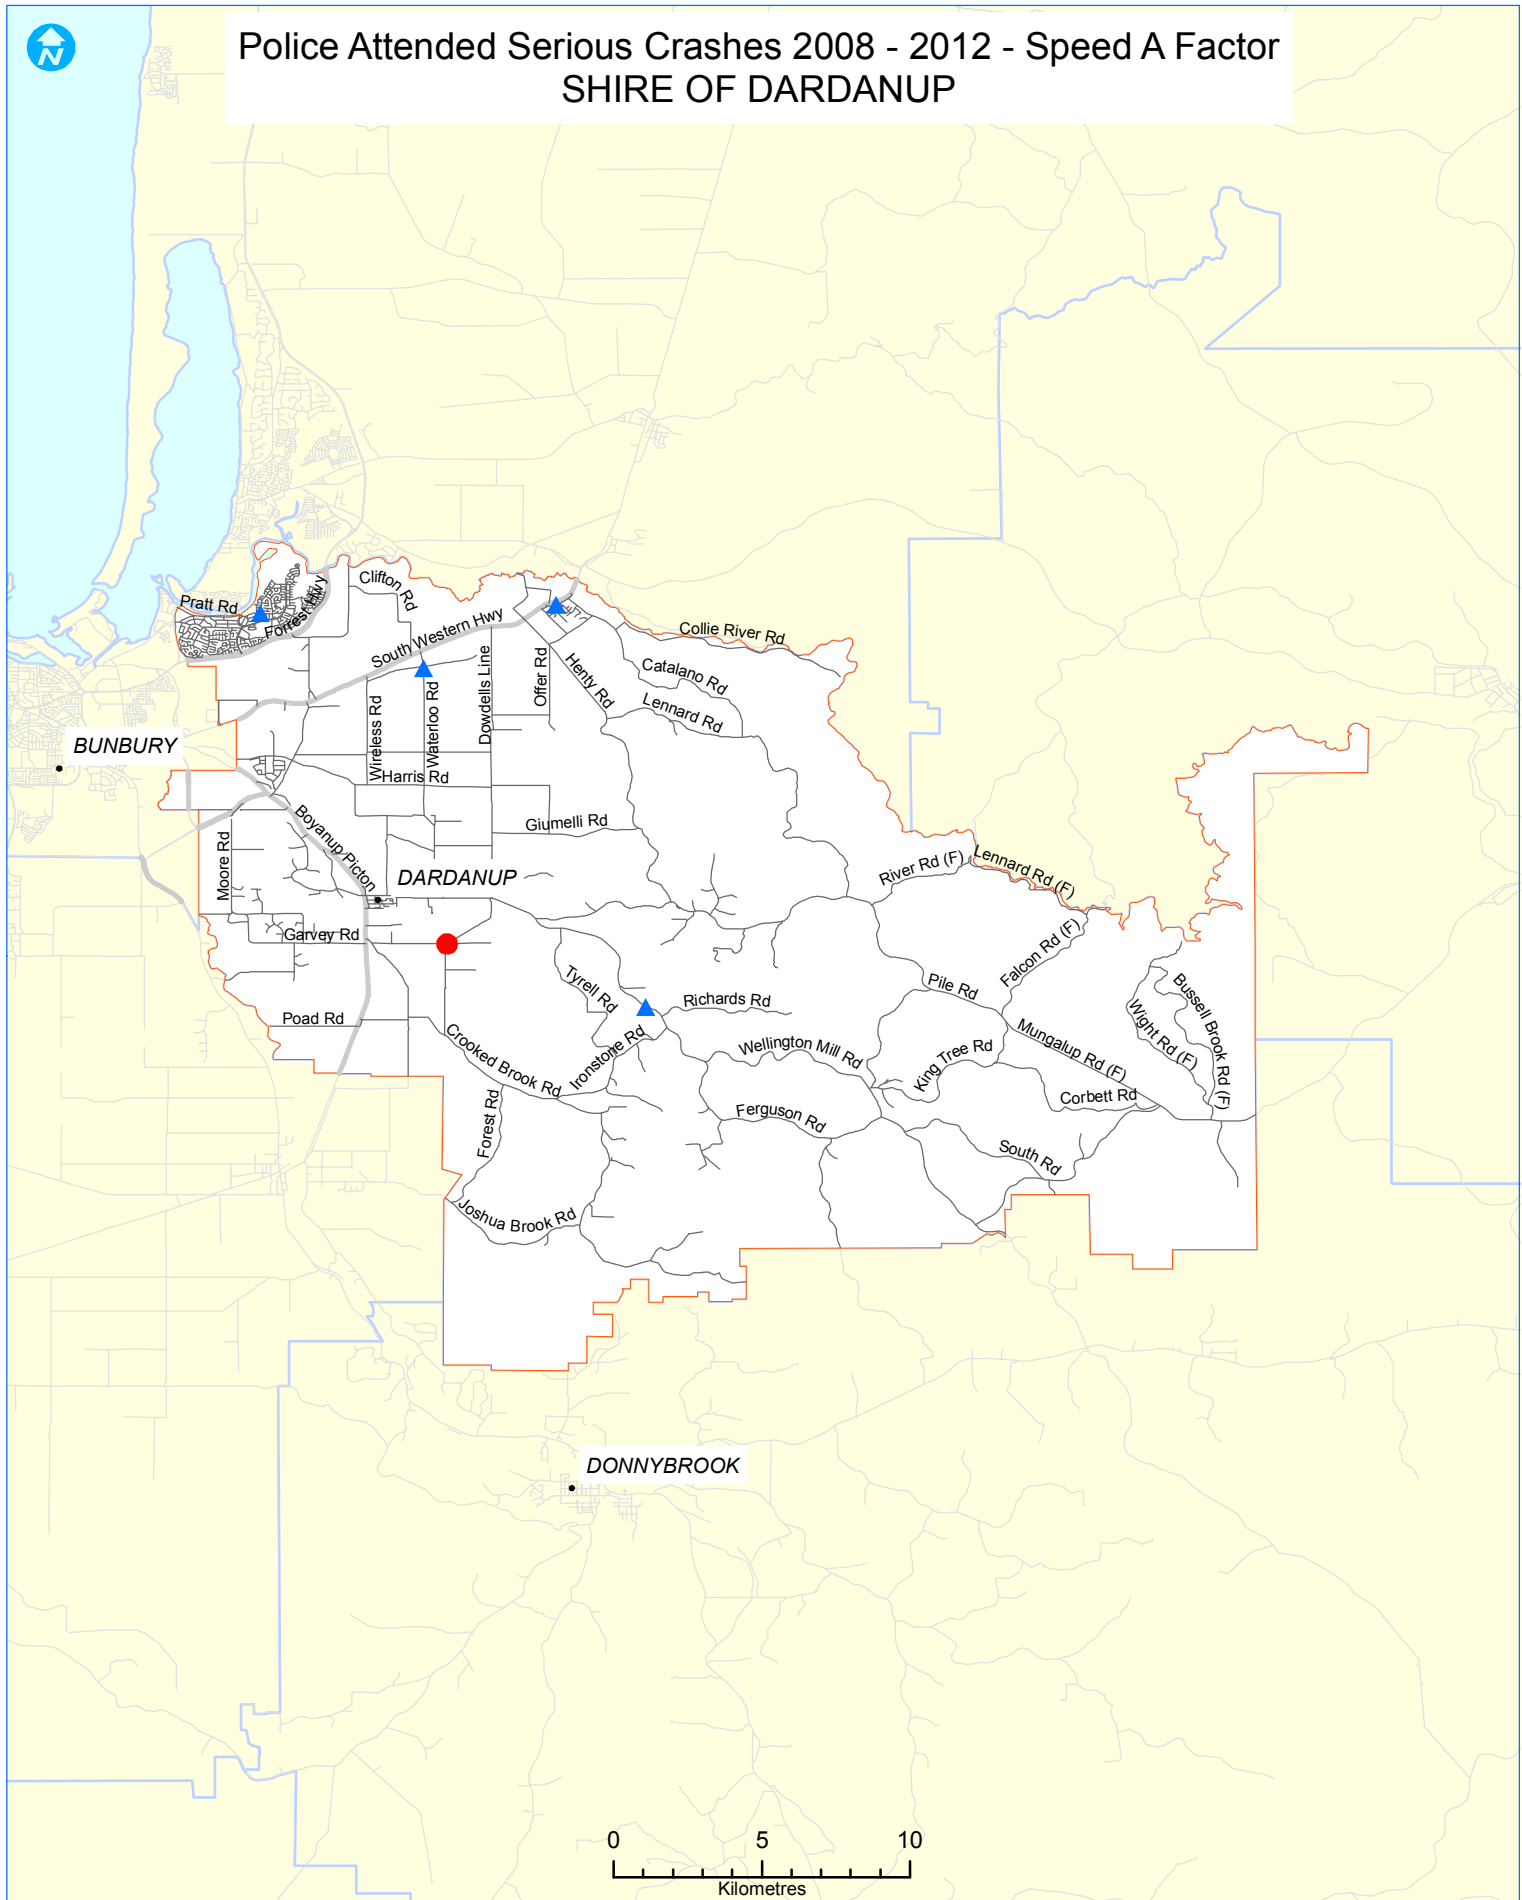 N
Police Attended Serious Crashes 2008 - 2012 - Speed A Factor
SHIRE OF DARDANUP
Pratt Rd
Forrest Hwy
Clifton Rd
South Western Hwy
Collie River Rd
Catalano Rd
Lennard Rd
Henty Rd
Offer Rd
Dowdells Line
Waterloo Rd
Wireless Rd
BUNBURY
Harris Rd
Giumelli Rd
Boyanup Picton
Moore Rd
DARDANUP
River Rd (F)
Lennard Rd (F)
Garvey Rd
Falcon Rd (F)
Tyrell Rd
Richards Rd
Pile Rd
Bussell Brook Rd (F)
Wight Rd (F)
Poad Rd
Crooked Brook Rd
Ironstone Rd
Wellington Mill Rd
King Tree Rd
Mungalup Rd (F)
Corbett Rd
Forest Rd
Ferguson Rd
South Rd
Joshua Brook Rd
DONNYBROOK
0 5 10
Kilometres